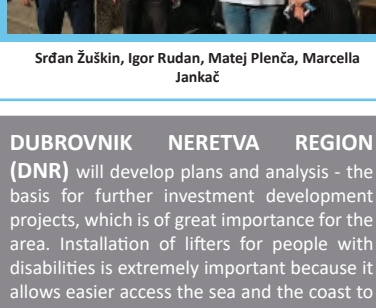 Srđan Žuškin, Igor Rudan, Matej Plenča, Marcella
Jankač
DUBROVNIK NERETVA REGION
(DNR) will develop plans and analysis - the
basis for further investment development
projects, which is of great importance for the
area. Installation of lifters for people with
disabilities is extremely important because it
allows easier access the sea and the coast to